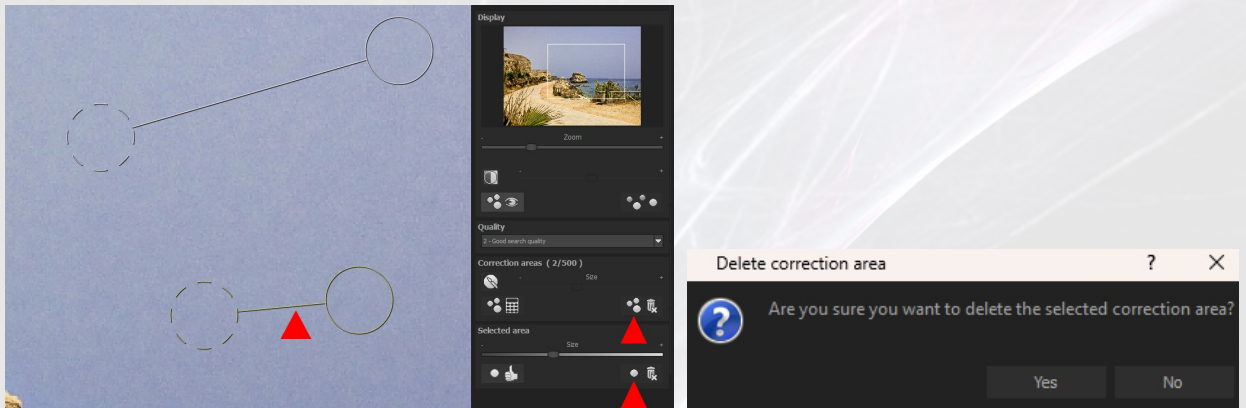 Display
- Zoom +
- +
Quality
2 - Good search quality
Correction areas ( 2/500 )
- Size +
Selected area
- Size +
Delete correction area ? ×
? Are you sure you want to delete the selected correction area?
Yes No